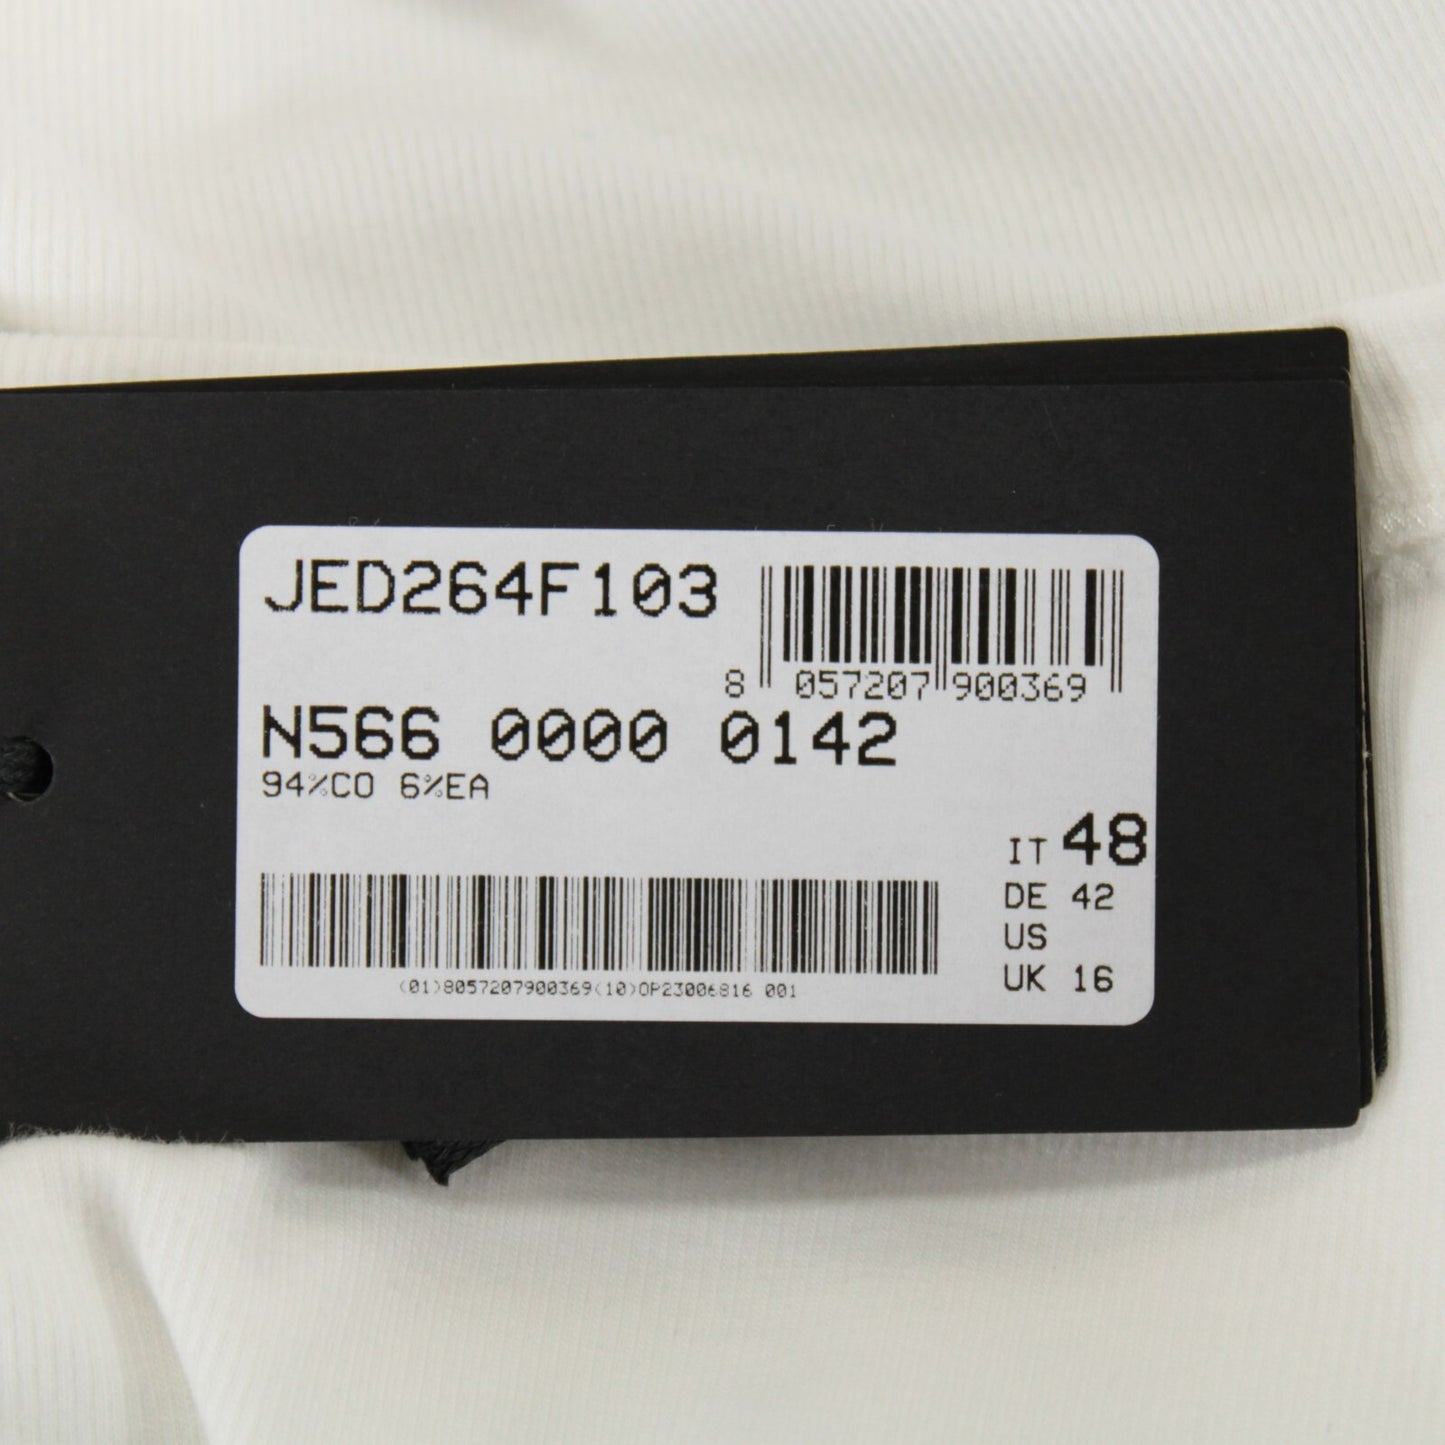 JED264F103
8 057207 900369
N566 0000 0142
94%CO 6%EA
IT 48
DE 42
US
UK 16
(01)8057207900369(10)OP23006816 001